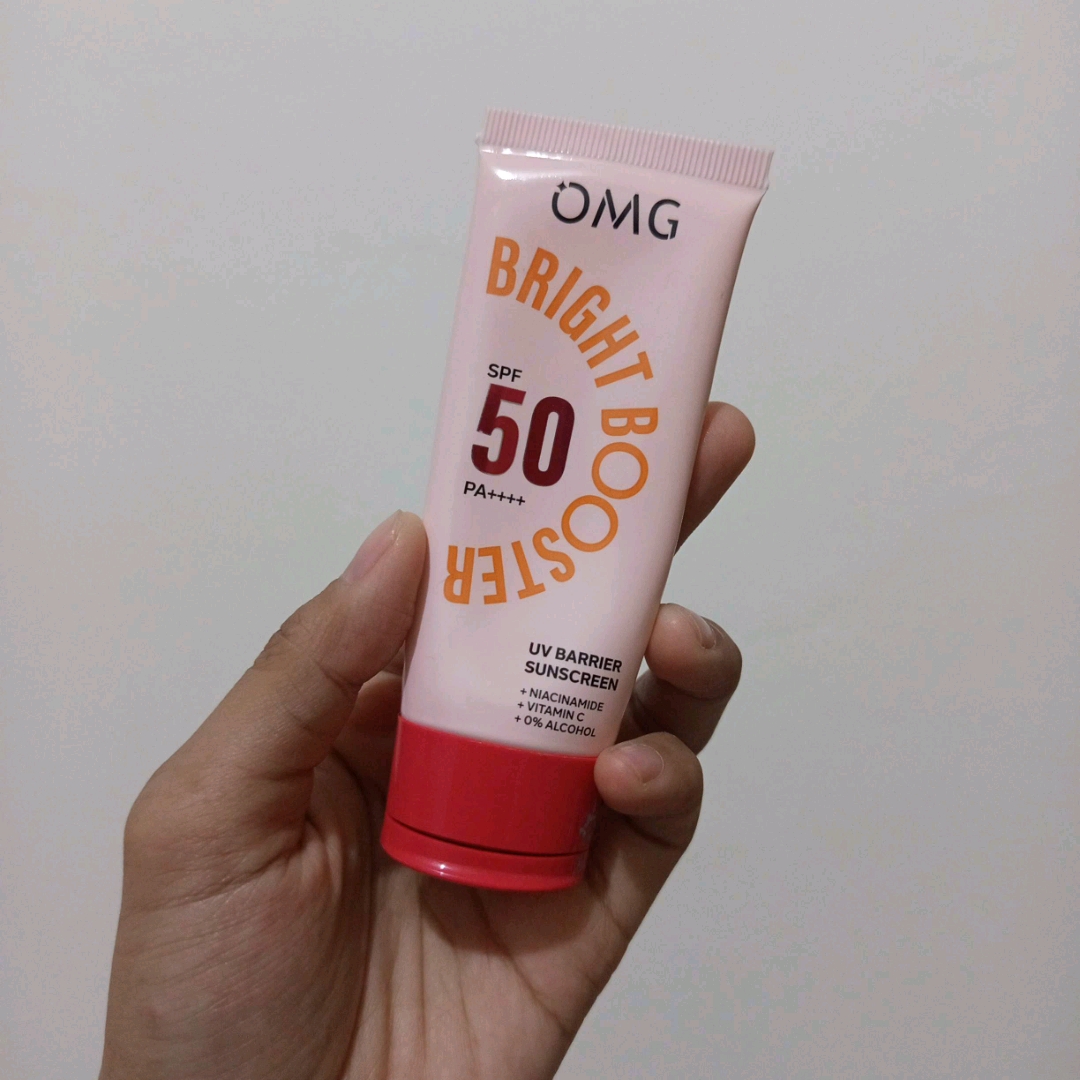 OMG
BRIGHT BOOSTER
SPF
50
PA++++
UV BARRIER
SUNSCREEN
+ NIACINAMIDE
+ VITAMIN C
+ 0% ALCOHOL